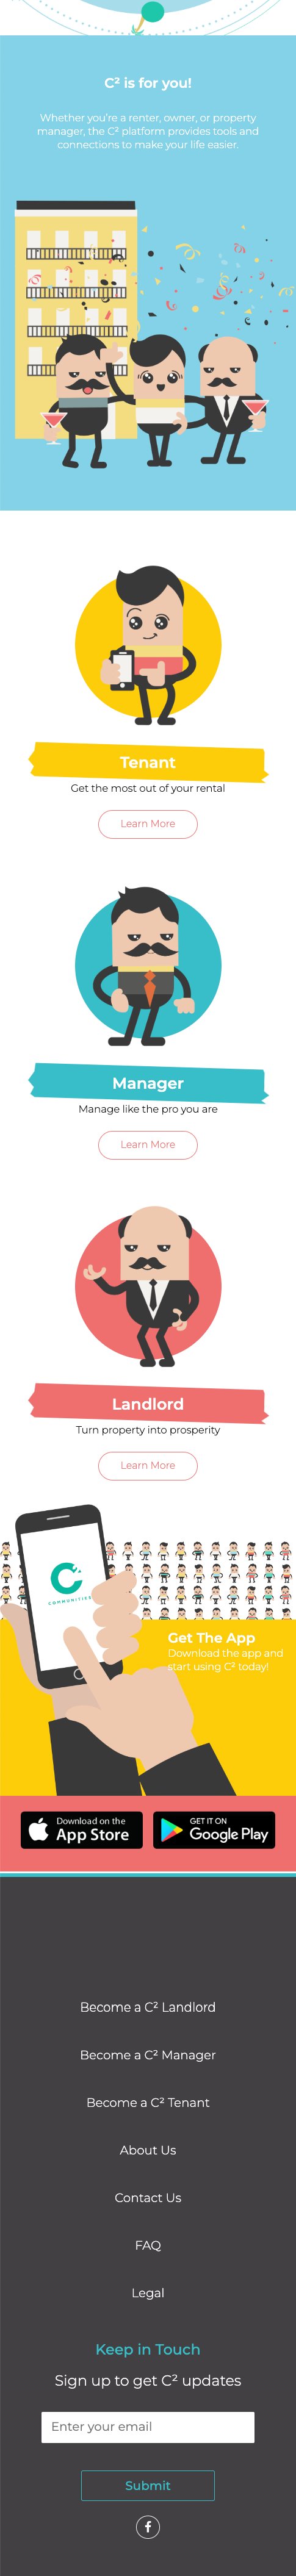 C² is for you!
Whether you're a renter, owner, or property
manager, the C² platform provides tools and
connections to make your life easier.
Tenant
Get the most out of your rental
Learn More
Manager
Manage like the pro you are
Learn More
Landlord
Turn property into prosperity
Learn More
COMMUNITIES
Get The App
Download the app and
start using C² today!
Download on the
App Store
GET IT ON
Google Play
Become a C² Landlord
Become a C² Manager
Become a C² Tenant
About Us
Contact Us
FAQ
Legal
Keep in Touch
Sign up to get C² updates
Enter your email
Submit